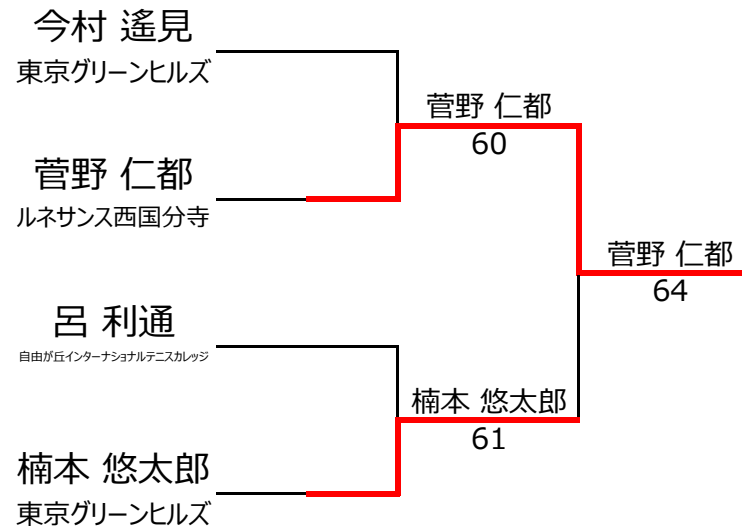 今村 遙見
東京グリーンヒルズ
菅野 仁都
60
菅野 仁都
ルネサンス西国分寺
菅野 仁都
64
呂 利通
自由が丘インターナショナルテニスカレッジ
楠本 悠太郎
61
楠本 悠太郎
東京グリーンヒルズ